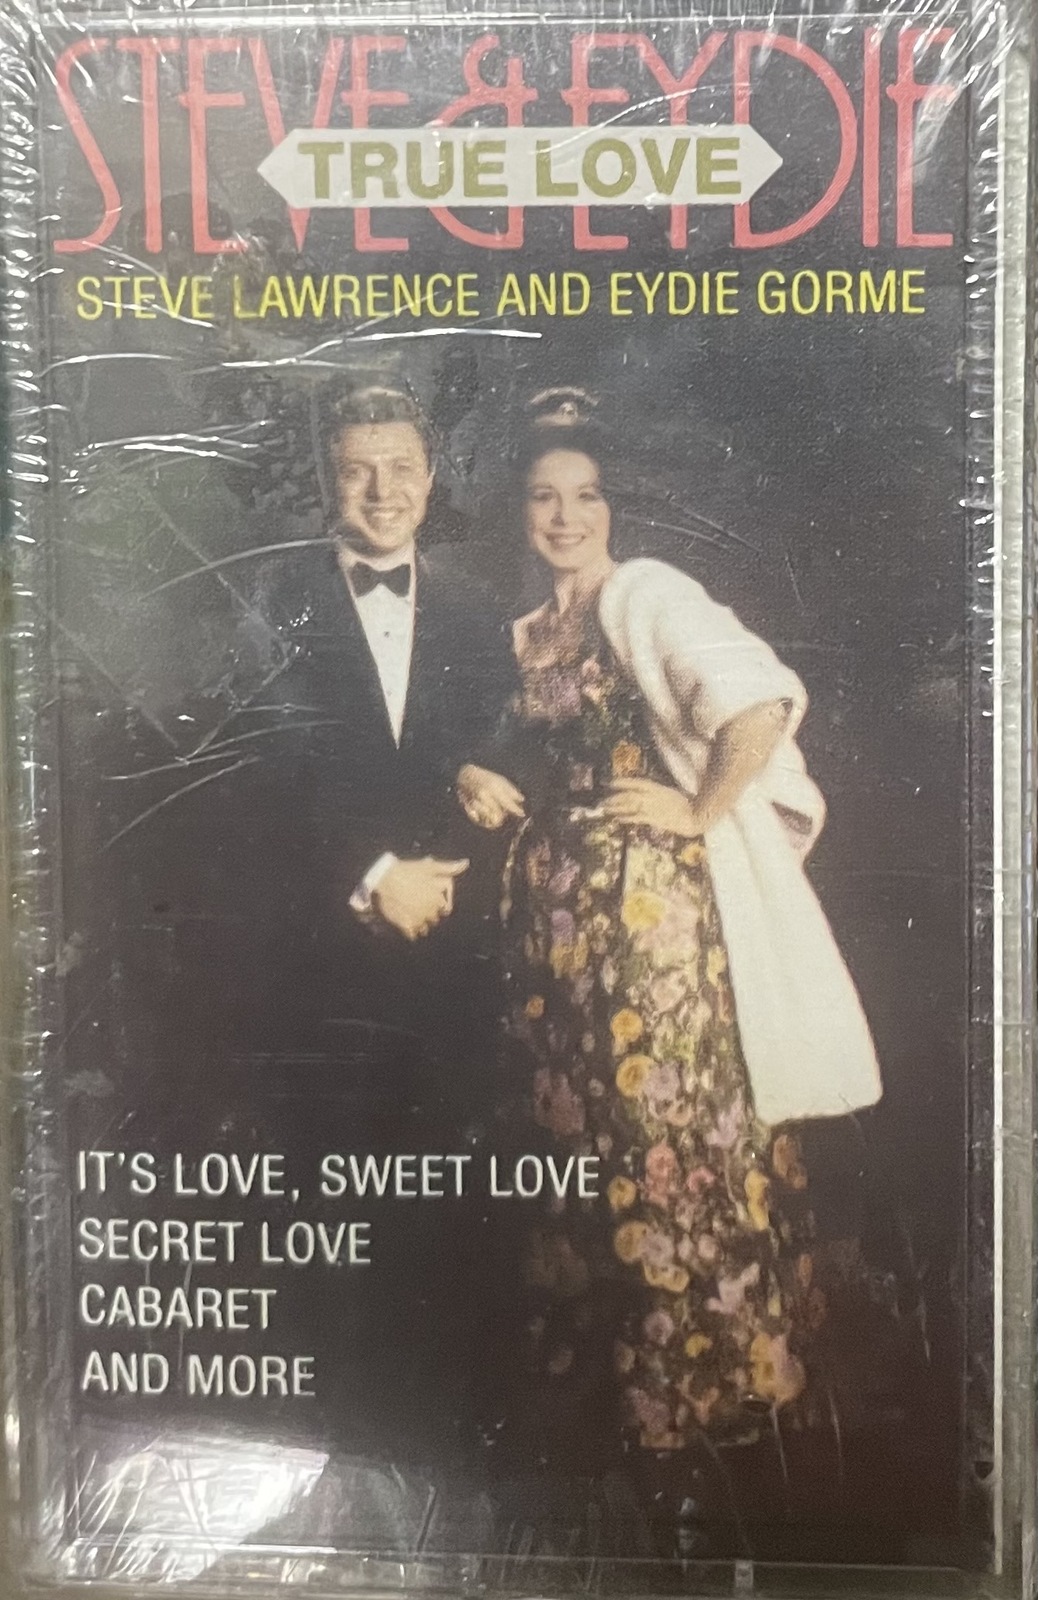 STEVE & EYDIE
TRUE LOVE
STEVE LAWRENCE AND EYDIE GORME
IT'S LOVE, SWEET LOVE
SECRET LOVE
CABARET
AND MORE